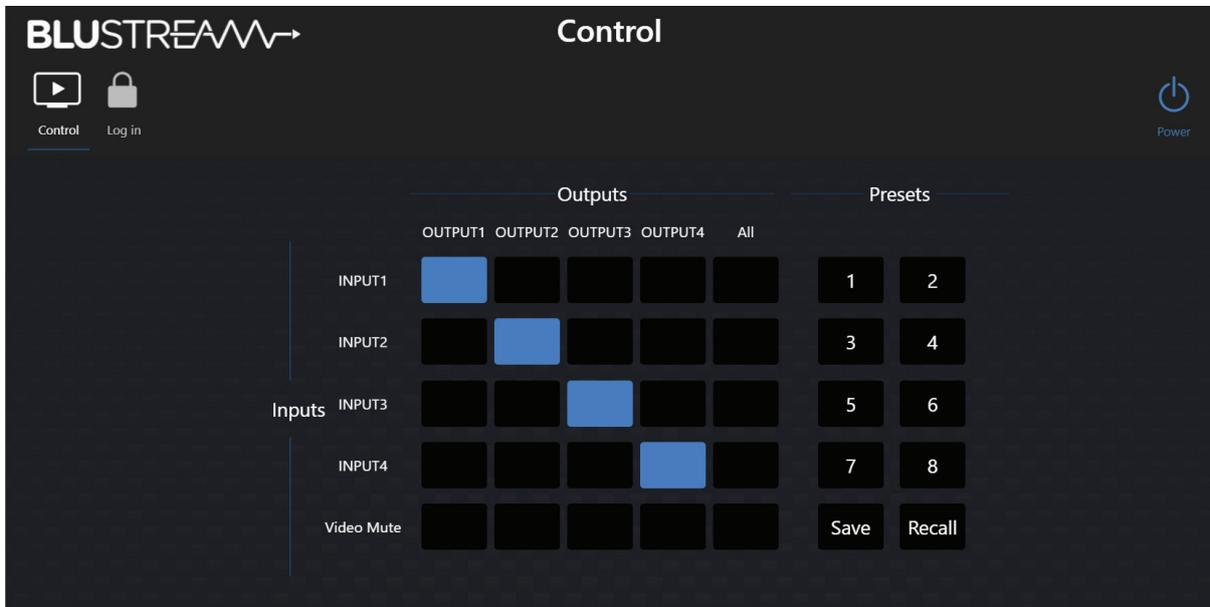 BLUSTREAM
Control
Control
Log in
Power
Outputs
Presets
OUTPUT1 OUTPUT2 OUTPUT3 OUTPUT4 All
INPUT1
1 2
INPUT2
3 4
Inputs
INPUT3
5 6
INPUT4
7 8
Video Mute
Save Recall